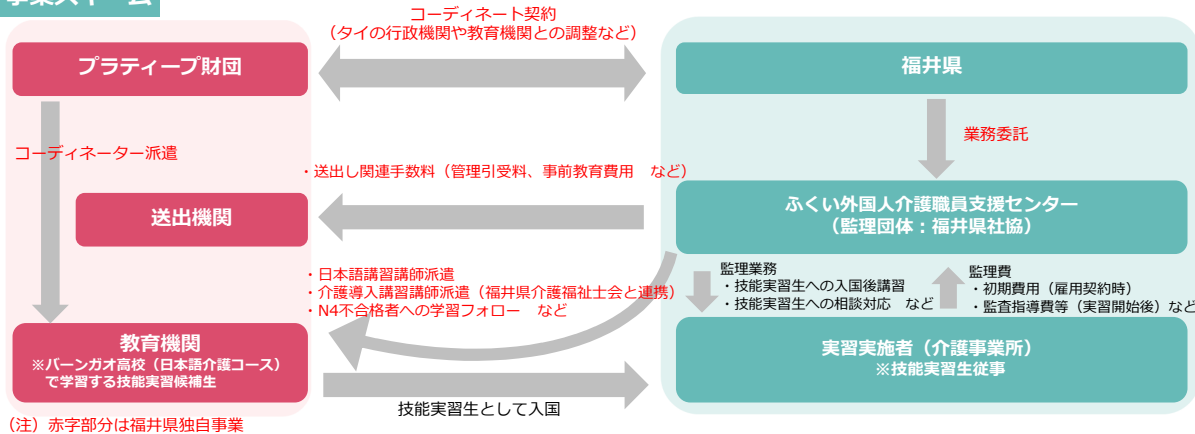 事業スキーム
コーディネート契約
（タイの行政機関や教育機関との調整など）
プラティープ財団
福井県
コーディネーター派遣
業務委託
・送出し関連手数料（管理引受料、事前教育費用　など）
送出機関
ふくい外国人介護職員支援センター
（監理団体：福井県社協）
・日本語講習講師派遣
・介護導入講習講師派遣（福井県介護福祉士会と連携）
・N4不合格者への学習フォロー　など
監理業務
・技能実習生への入国後講習
・技能実習生への相談対応　など
監理費
・初期費用（雇用契約時）
・監査指導費等（実習開始後）など
教育機関
※バーンガオ高校（日本語介護コース）
で学習する技能実習候補生
実習実施者（介護事業所）
※技能実習生従事
技能実習生として入国
（注）赤字部分は福井県独自事業